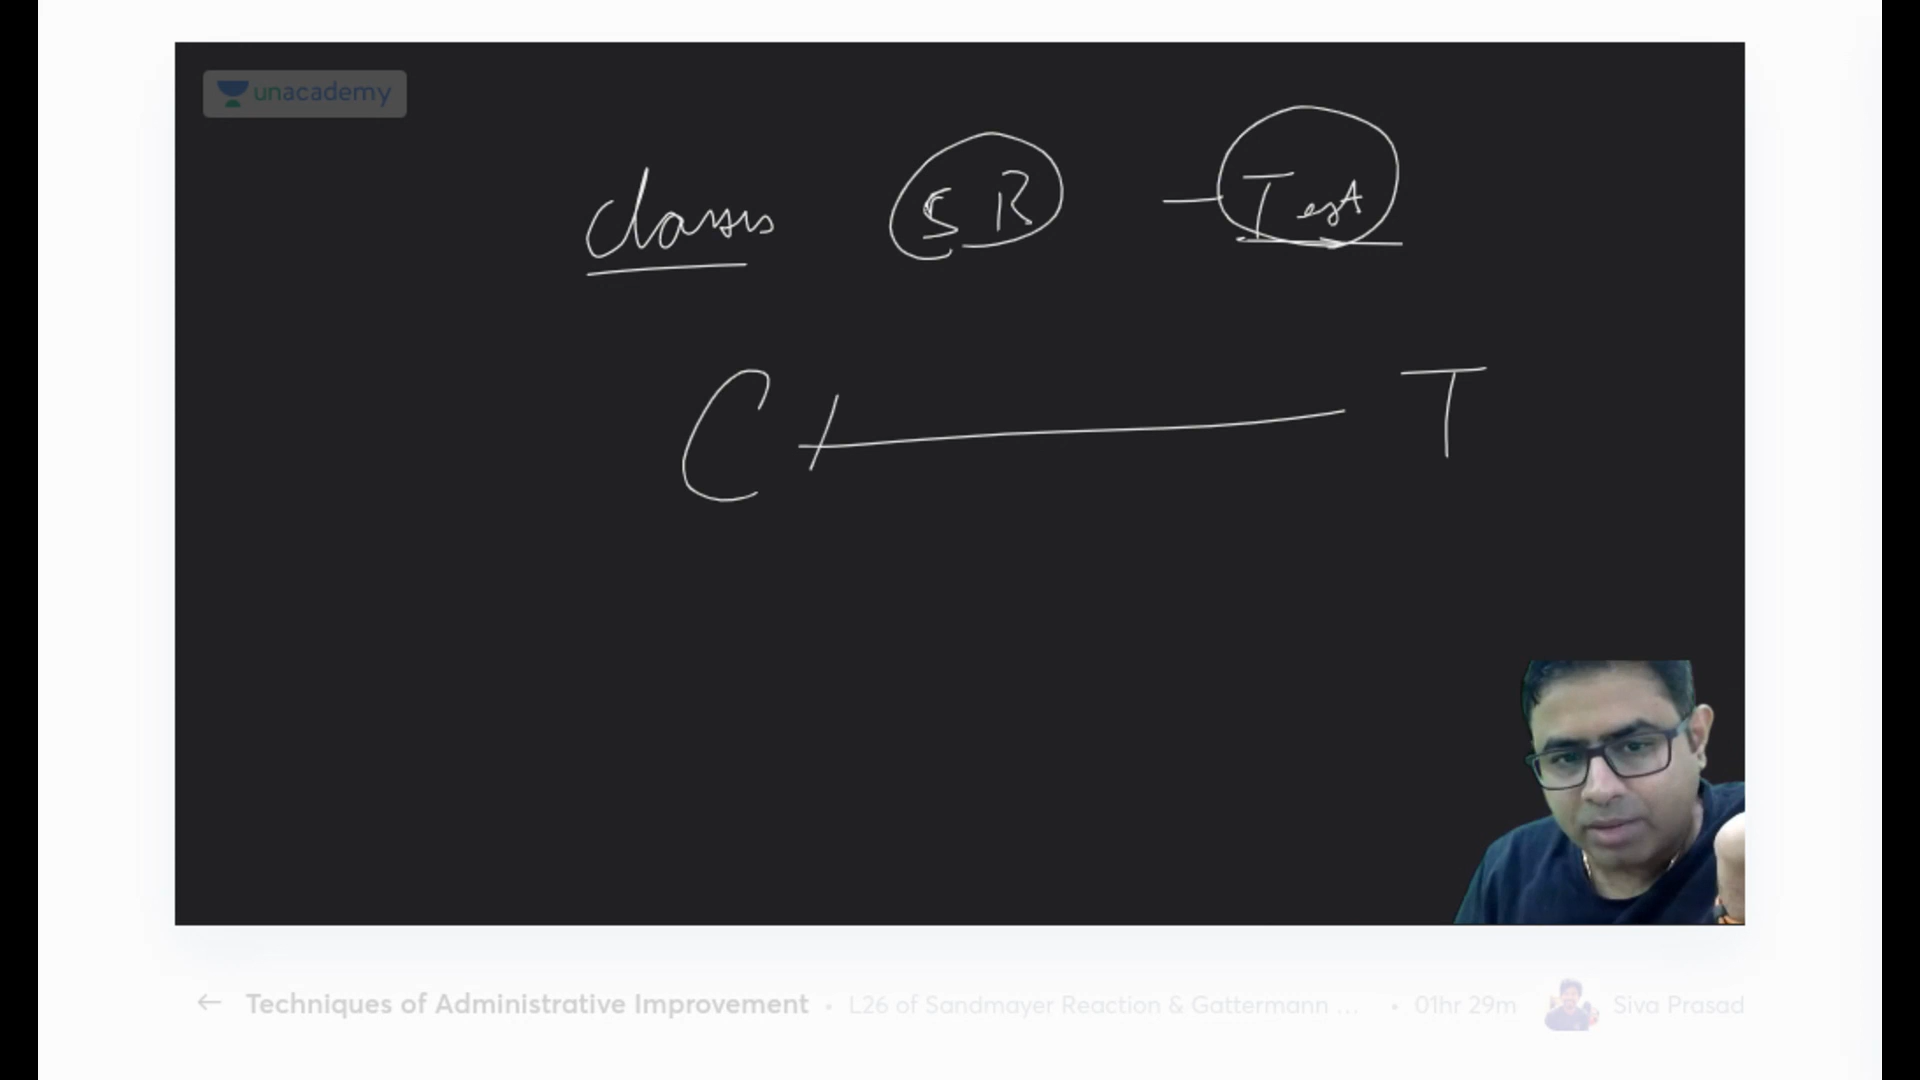 unacademy
classes SR - Test
C T
← Techniques of Administrative Improvement • L26 of Sandmayer Reaction & Gattermann ... • 01hr 29m Siva Prasad